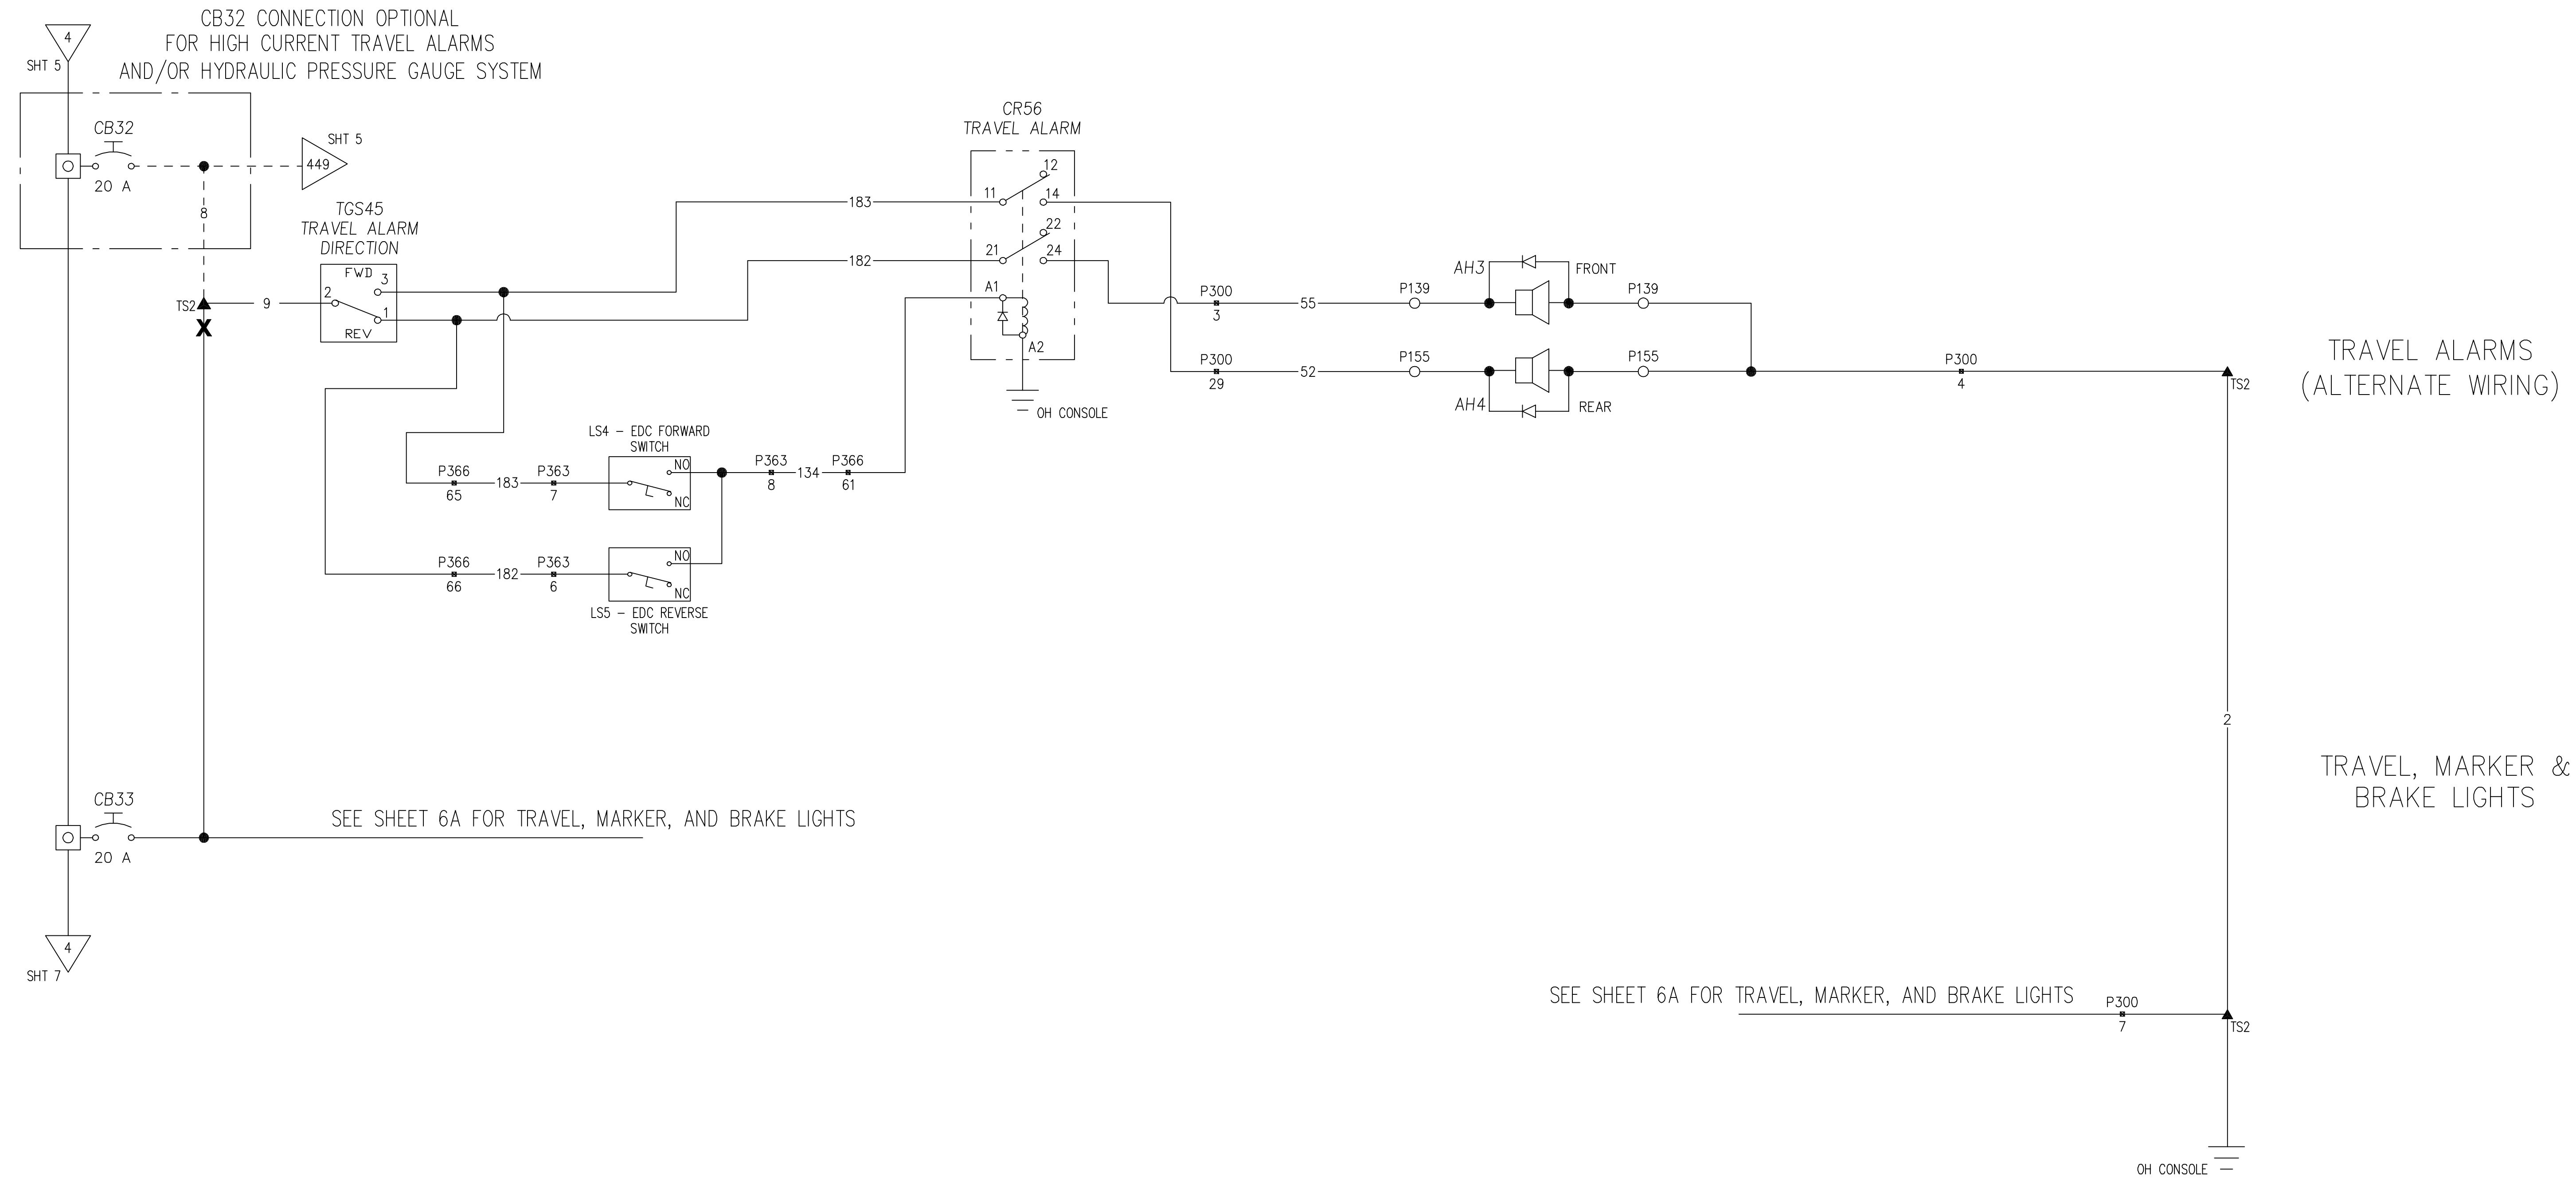 CB32 CONNECTION OPTIONAL
FOR HIGH CURRENT TRAVEL ALARMS
AND/OR HYDRAULIC PRESSURE GAUGE SYSTEM
4
SHT 5
CB32
20 A
SHT 5
449
8
TGS45
TRAVEL ALARM
DIRECTION
FWD
3
2
1
REV
TS2
9
X
183
182
CR56
TRAVEL ALARM
12
11
14
22
21
24
A1
A2
OH CONSOLE
P300
3
55
P139
AH3
FRONT
P139
P300
29
52
P155
AH4
REAR
P155
P300
4
TS2
TRAVEL ALARMS
(ALTERNATE WIRING)
LS4 - EDC FORWARD
SWITCH
P366
65
183
P363
7
NO
NC
P363
8
134
P366
61
P366
66
182
P363
6
NO
NC
LS5 - EDC REVERSE
SWITCH
2
TRAVEL, MARKER &
BRAKE LIGHTS
CB33
20 A
SEE SHEET 6A FOR TRAVEL, MARKER, AND BRAKE LIGHTS
4
SHT 7
SEE SHEET 6A FOR TRAVEL, MARKER, AND BRAKE LIGHTS
P300
7
TS2
OH CONSOLE